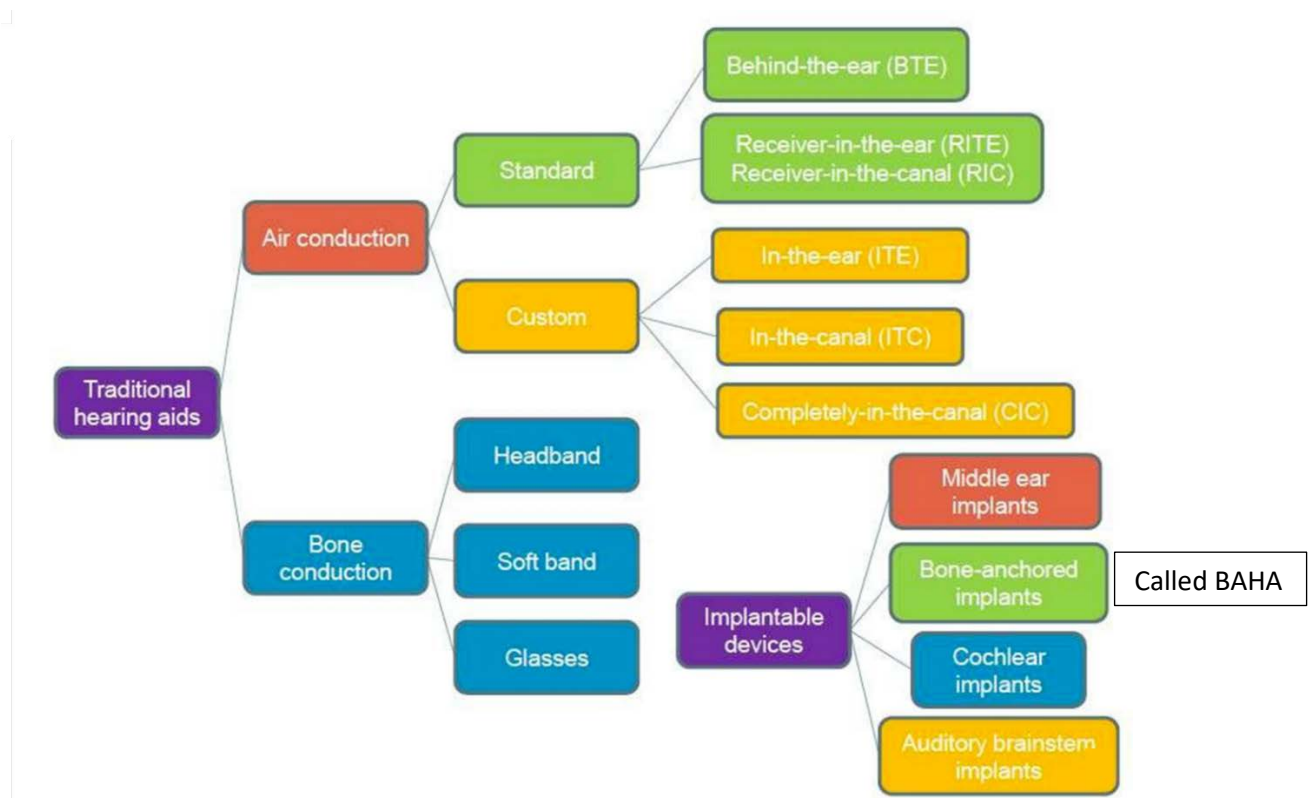 Traditional
hearing aids
Air conduction
Standard
Behind-the-ear (BTE)
Receiver-in-the-ear (RITE)
Receiver-in-the-canal (RIC)
Custom
In-the-ear (ITE)
In-the-canal (ITC)
Completely-in-the-canal (CIC)
Bone
conduction
Headband
Soft band
Glasses
Implantable
devices
Middle ear
implants
Bone-anchored
implants
Called BAHA
Cochlear
implants
Auditory brainstem
implants